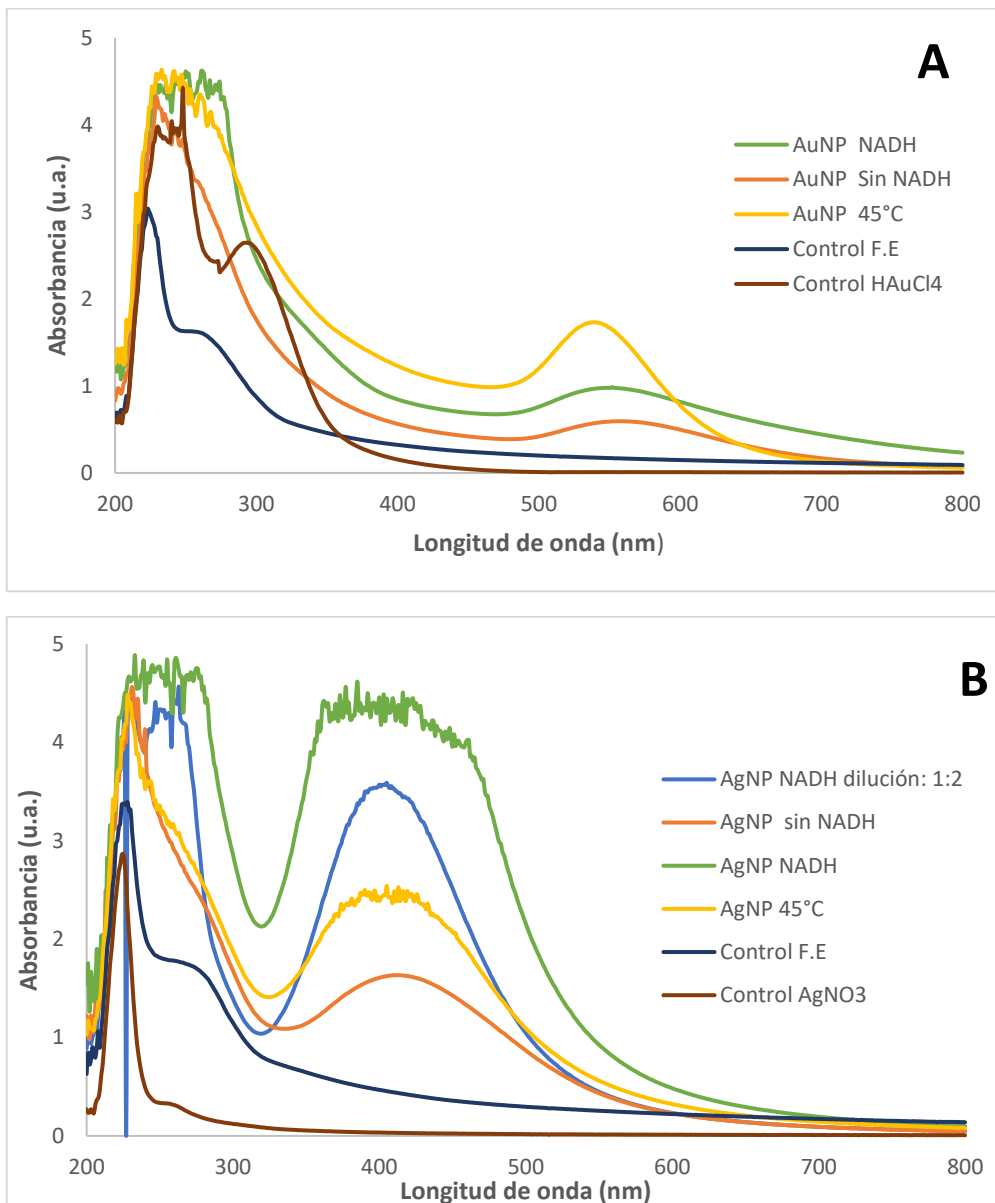 A
5
4
3
2
1
0
Absorbancia (u.a.)
AuNP NADH
AuNP Sin NADH
AuNP 45°C
Control F.E
Control HAuCl4
200 300 400 500 600 700 800
Longitud de onda (nm)
B
5
4
3
2
1
0
Absorbancia (u.a.)
AgNP NADH dilución: 1:2
AgNP sin NADH
AgNP NADH
AgNP 45°C
Control F.E
Control AgNO3
200 300 400 500 600 700 800
Longitud de onda (nm)